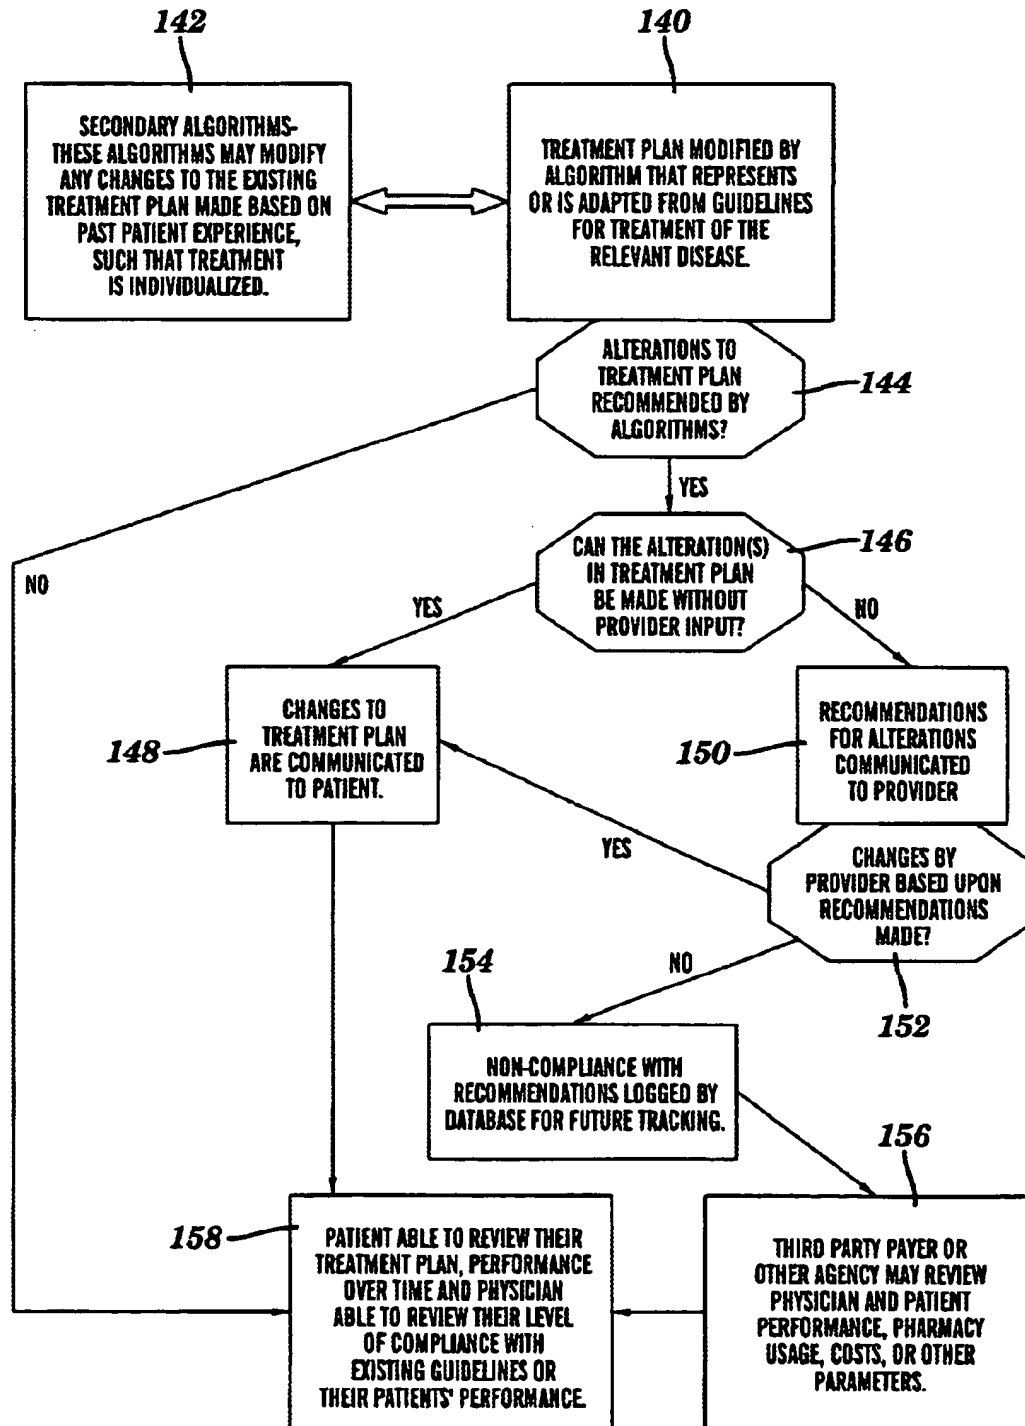 142
140
SECONDARY ALGORITHMS-
THESE ALGORITHMS MAY MODIFY
ANY CHANGES TO THE EXISTING
TREATMENT PLAN MADE BASED ON
PAST PATIENT EXPERIENCE,
SUCH THAT TREATMENT
IS INDIVIDUALIZED.
TREATMENT PLAN MODIFIED BY
ALGORITHM THAT REPRESENTS
OR IS ADAPTED FROM GUIDELINES
FOR TREATMENT OF THE
RELEVANT DISEASE.
ALTERATIONS TO
TREATMENT PLAN
RECOMMENDED BY
ALGORITHMS?
144
YES
NO
CAN THE ALTERATION(S)
IN TREATMENT PLAN
BE MADE WITHOUT
PROVIDER INPUT?
146
YES
NO
CHANGES TO
TREATMENT PLAN
ARE COMMUNICATED
TO PATIENT.
148
RECOMMENDATIONS
FOR ALTERATIONS
COMMUNICATED
TO PROVIDER
150
YES
CHANGES BY
PROVIDER BASED UPON
RECOMMENDATIONS
MADE?
152
NO
154
NON-COMPLIANCE WITH
RECOMMENDATIONS LOGGED BY
DATABASE FOR FUTURE TRACKING.
156
158
PATIENT ABLE TO REVIEW THEIR
TREATMENT PLAN, PERFORMANCE
OVER TIME AND PHYSICIAN
ABLE TO REVIEW THEIR LEVEL
OF COMPLIANCE WITH
EXISTING GUIDELINES OR
THEIR PATIENTS' PERFORMANCE.
THIRD PARTY PAYER OR
OTHER AGENCY MAY REVIEW
PHYSICIAN AND PATIENT
PERFORMANCE, PHARMACY
USAGE, COSTS, OR OTHER
PARAMETERS.